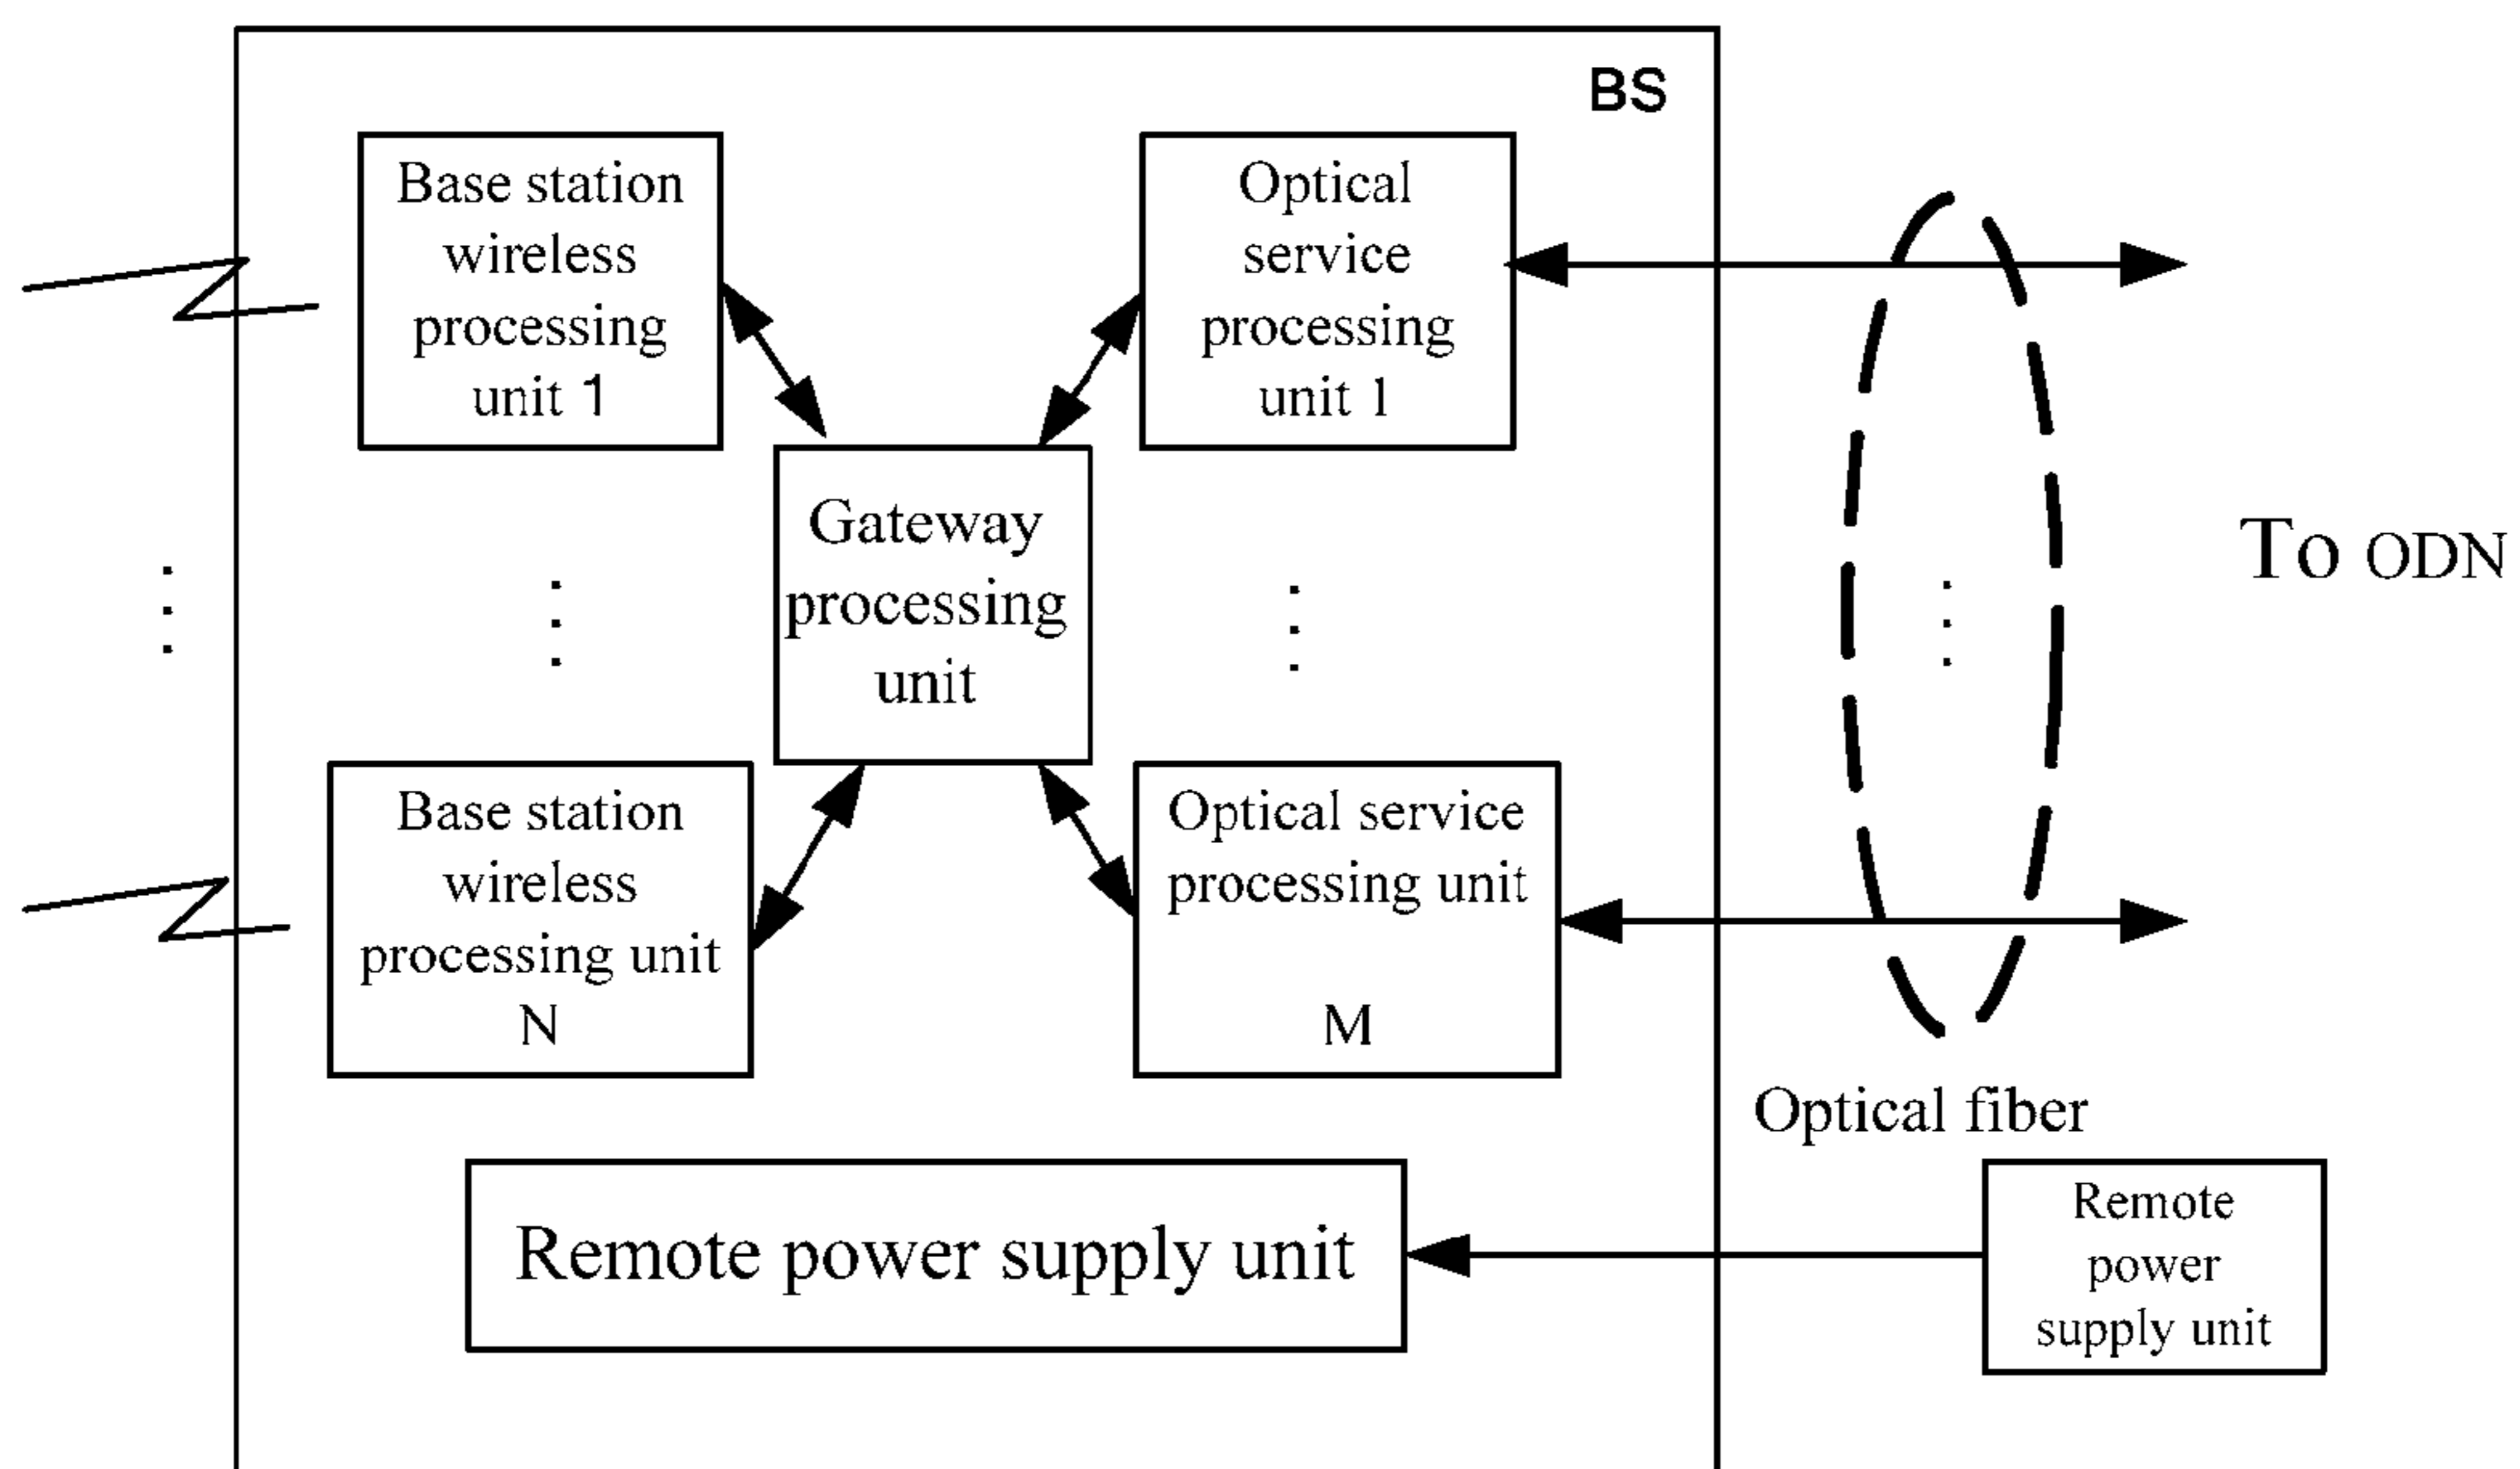 BS
Base station
wireless
processing
unit 1
Optical
service
processing
unit 1
Gateway
processing
unit
To ODN
Base station
wireless
processing unit
N
Optical service
processing unit
M
Optical fiber
Remote power supply unit
Remote
power
supply unit